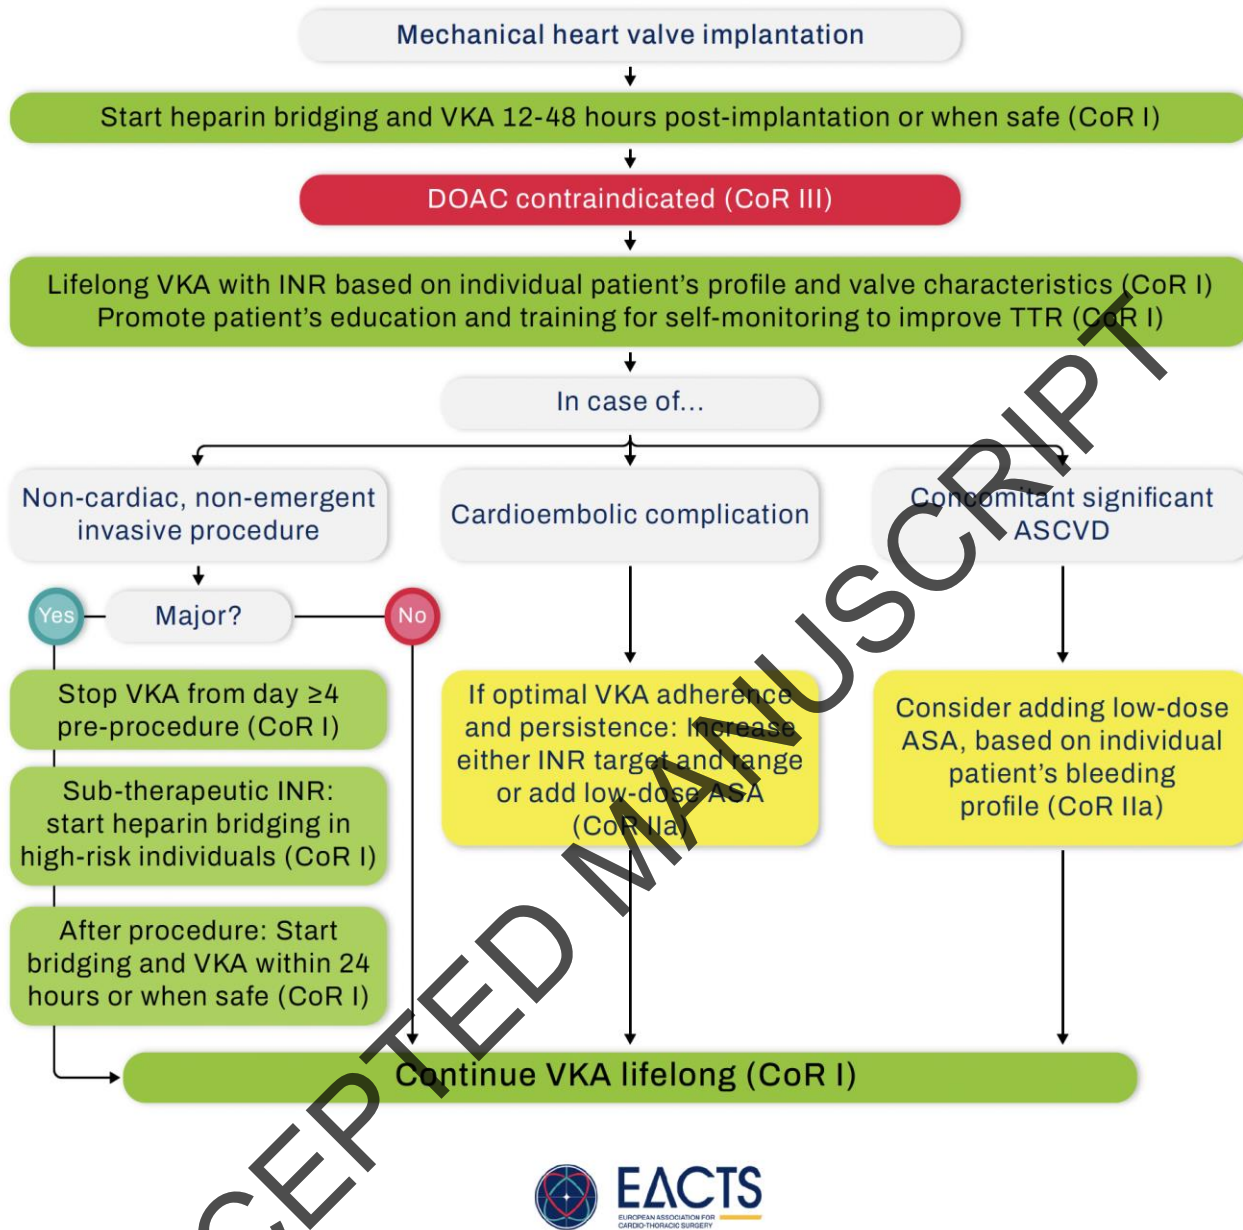 Mechanical heart valve implantation
Start heparin bridging and VKA 12-48 hours post-implantation or when safe (CoR I)
DOAC contraindicated (CoR III)
Lifelong VKA with INR based on individual patient's profile and valve characteristics (CoR I)
Promote patient's education and training for self-monitoring to improve TTR (CoR I)
In case of...
Non-cardiac, non-emergent
invasive procedure
Major?
Yes
No
Stop VKA from day ≥4
pre-procedure (CoR I)
Sub-therapeutic INR:
start heparin bridging in
high-risk individuals (CoR I)
After procedure: Start
bridging and VKA within 24
hours or when safe (CoR I)
Cardioembolic complication
If optimal VKA adherence
and persistence: Increase
either INR target and range
or add low-dose ASA
(CoR IIa)
Concomitant significant
ASCVD
Consider adding low-dose
ASA, based on individual
patient's bleeding
profile (CoR IIa)
Continue VKA lifelong (CoR I)
CEPTED MANUSCRIPT
EACTS
EUROPEAN ASSOCIATION FOR
CARDIO-THORACIC SURGERY